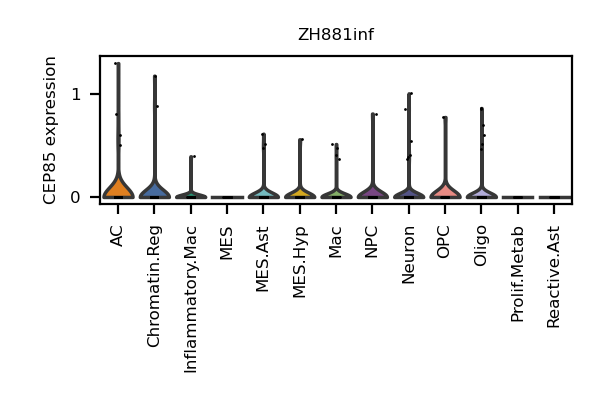 ZH881inf
CEP85 expression
1
0
AC
Chromatin.Reg
Inflammatory.Mac
MES
MES.Ast
MES.Hyp
Mac
NPC
Neuron
OPC
Oligo
Prolif.Metab
Reactive.Ast